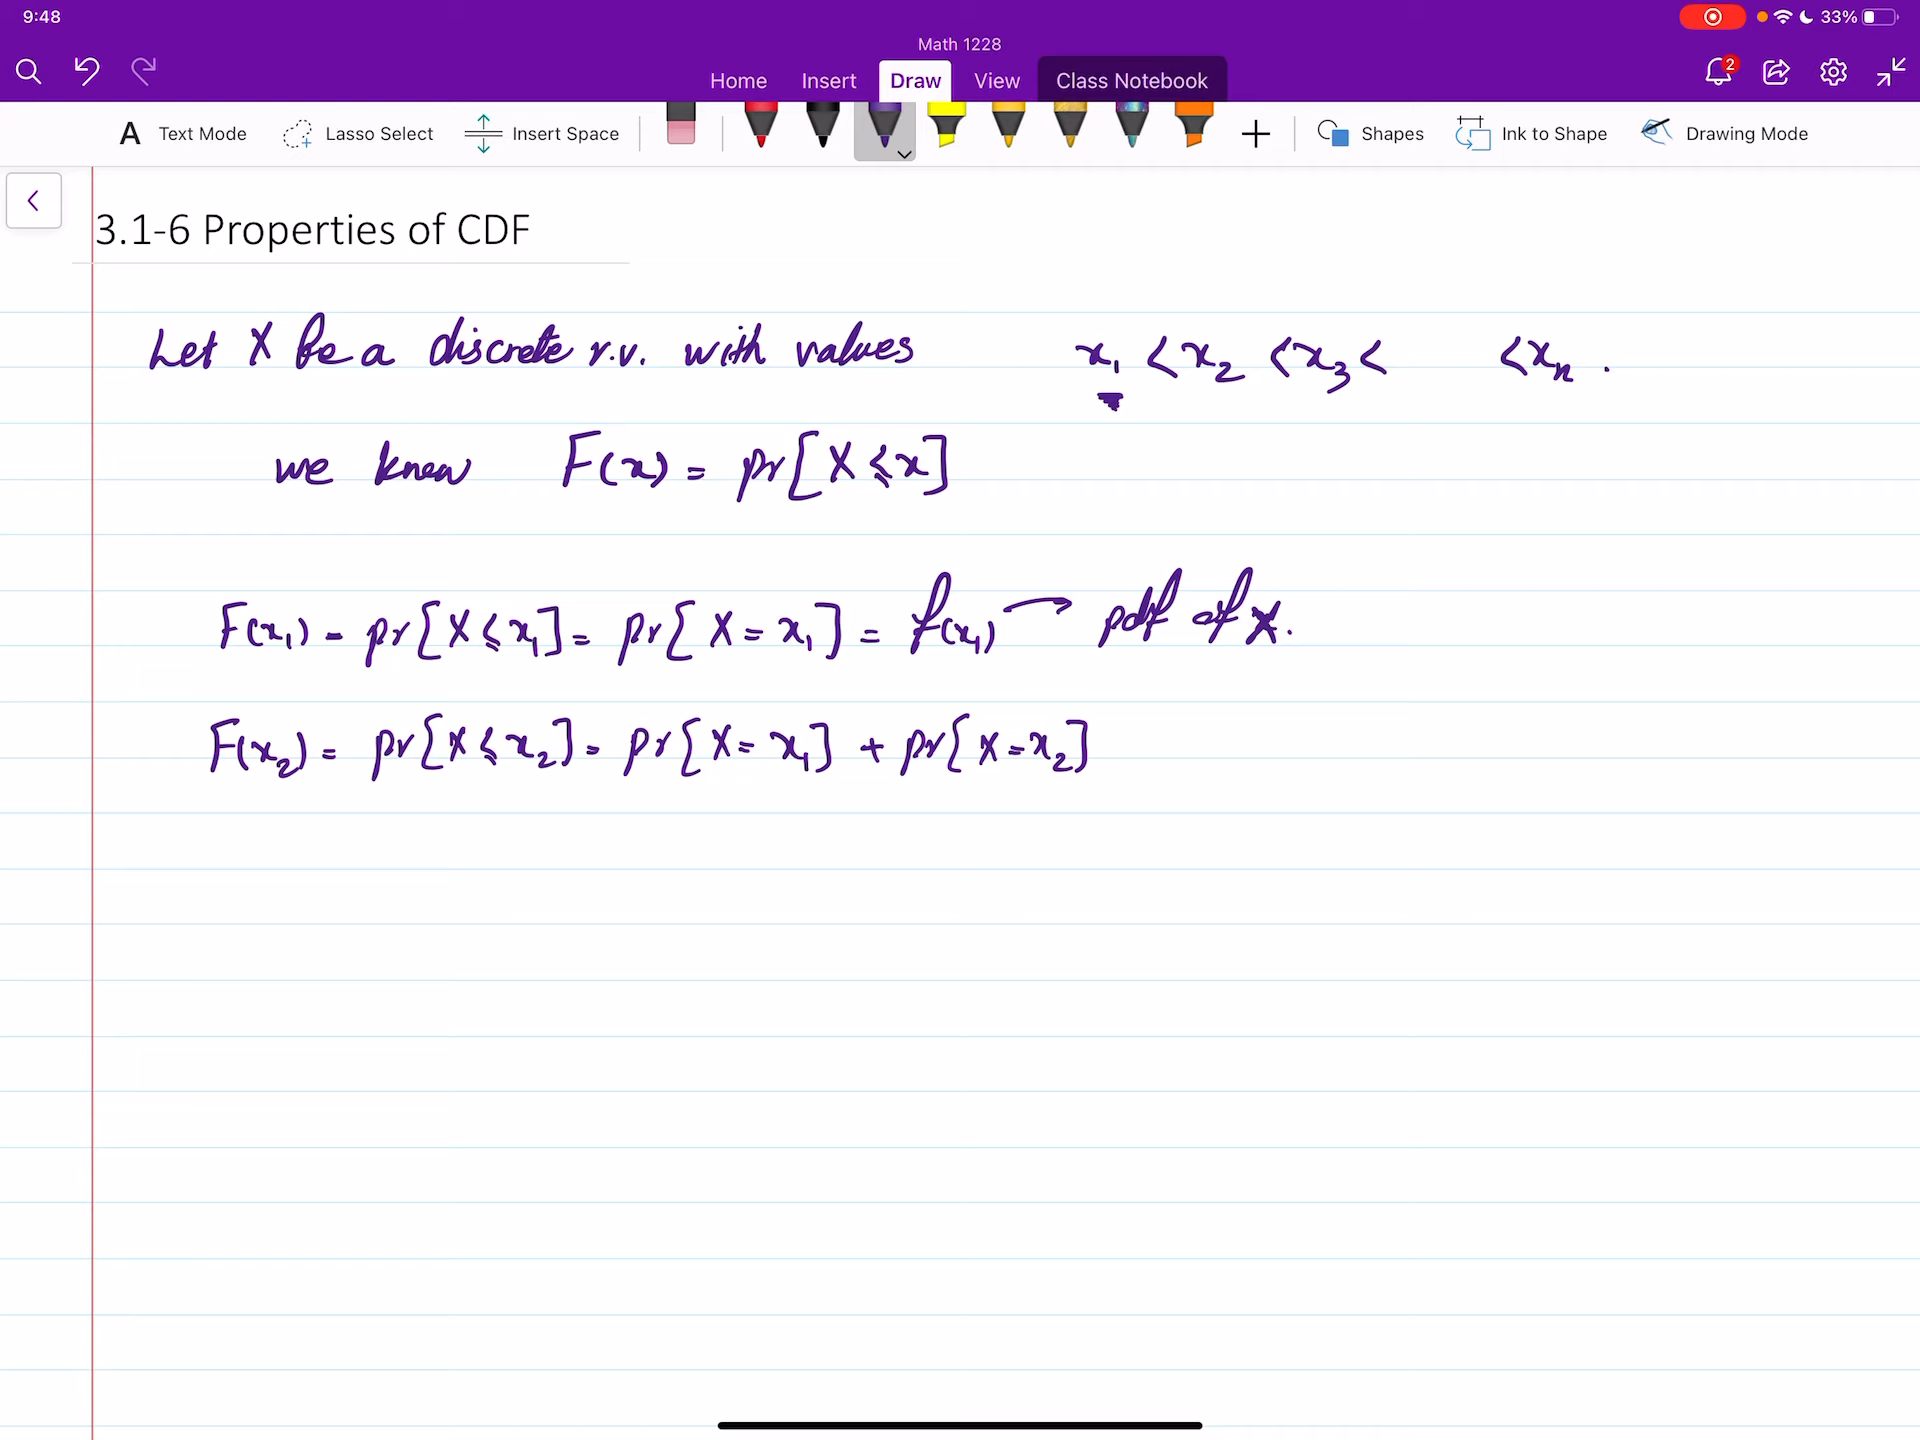 9:48
33%
Math 1228
2
Home Insert Draw View Class Notebook
A Text Mode Lasso Select Insert Space Shapes Ink to Shape Drawing Mode
3.1-6 Properties of CDF
Let X be a discrete r.v. with values x₁ < x₂ < x₃ < < xₙ .
we know F(x) = pr[X ≤ x]
F(x₁) = pr[X ≤ x₁] = pr[X = x₁] = f(x₁) → pdf of X.
F(x₂) = pr[X ≤ x₂] = pr[X = x₁] + pr[X = x₂]